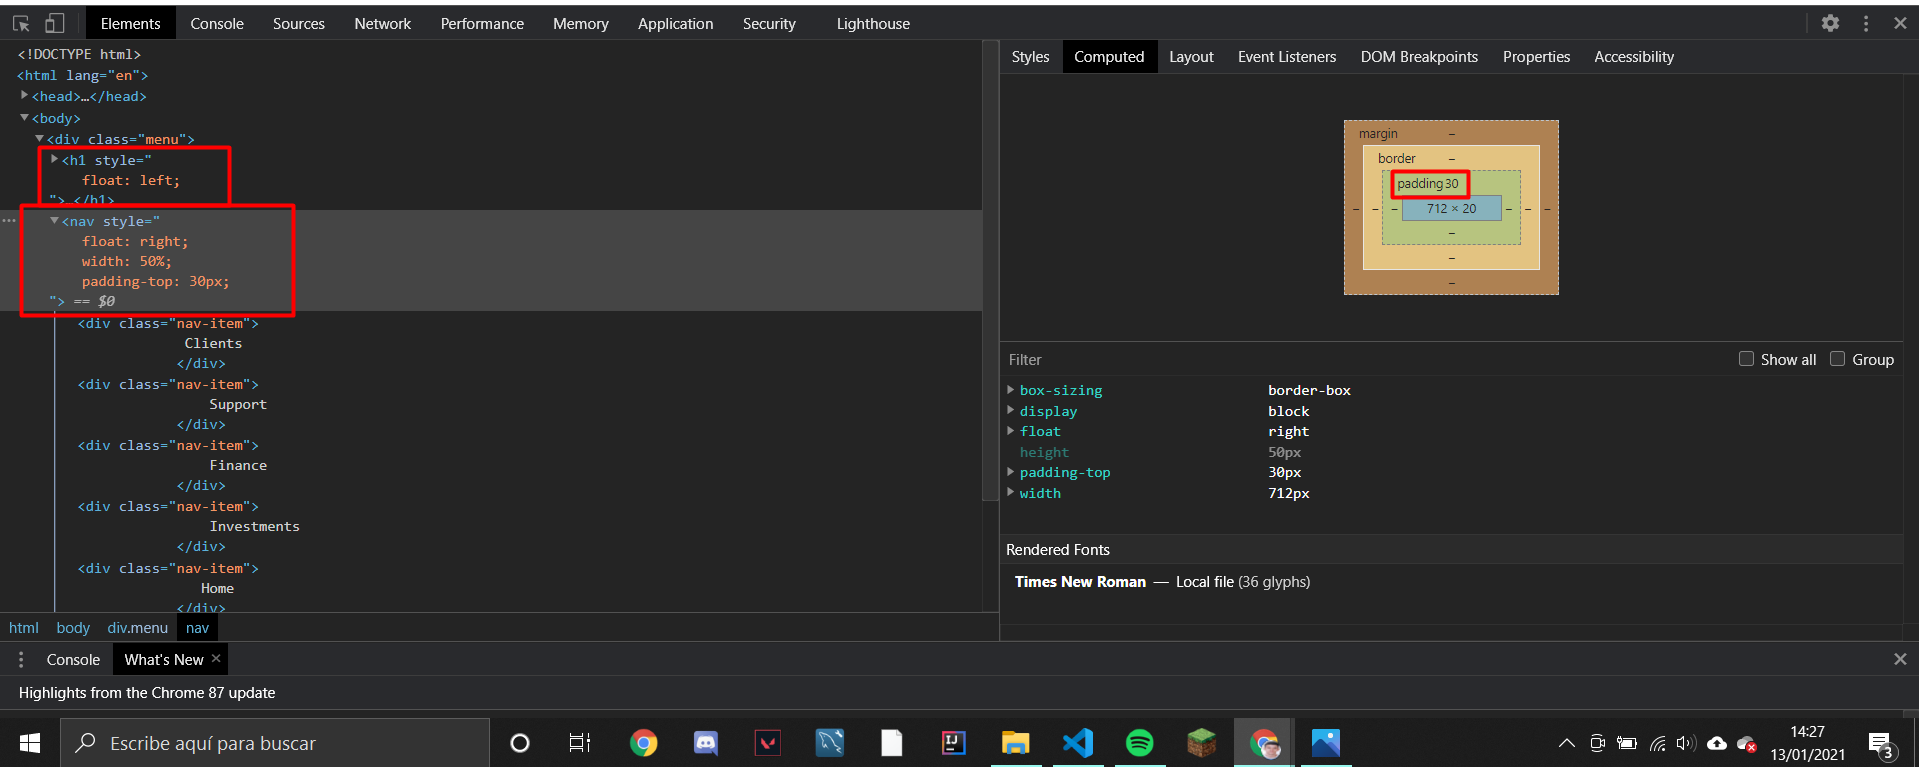 Elements Console Sources Network Performance Memory Application Security Lighthouse
<!DOCTYPE html>
<html lang="en">
<head>…</head>
<body>
<div class="menu">
<h1 style="
float: left;
">…</h1>
<nav style="
float: right;
width: 50%;
padding-top: 30px;
"> == $0
<div class="nav-item">
Clients
</div>
<div class="nav-item">
Support
</div>
<div class="nav-item">
Finance
</div>
<div class="nav-item">
Investments
</div>
<div class="nav-item">
Home
</div>
html body div.menu nav
Styles Computed Layout Event Listeners DOM Breakpoints Properties Accessibility
margin –
border –
padding 30
– – – 712 × 20 – – –
–
–
–
Filter Show all Group
box-sizing border-box
display block
float right
height 50px
padding-top 30px
width 712px
Rendered Fonts
Times New Roman — Local file (36 glyphs)
Console What's New
Highlights from the Chrome 87 update
Escribe aquí para buscar
IJ
14:27
13/01/2021
3